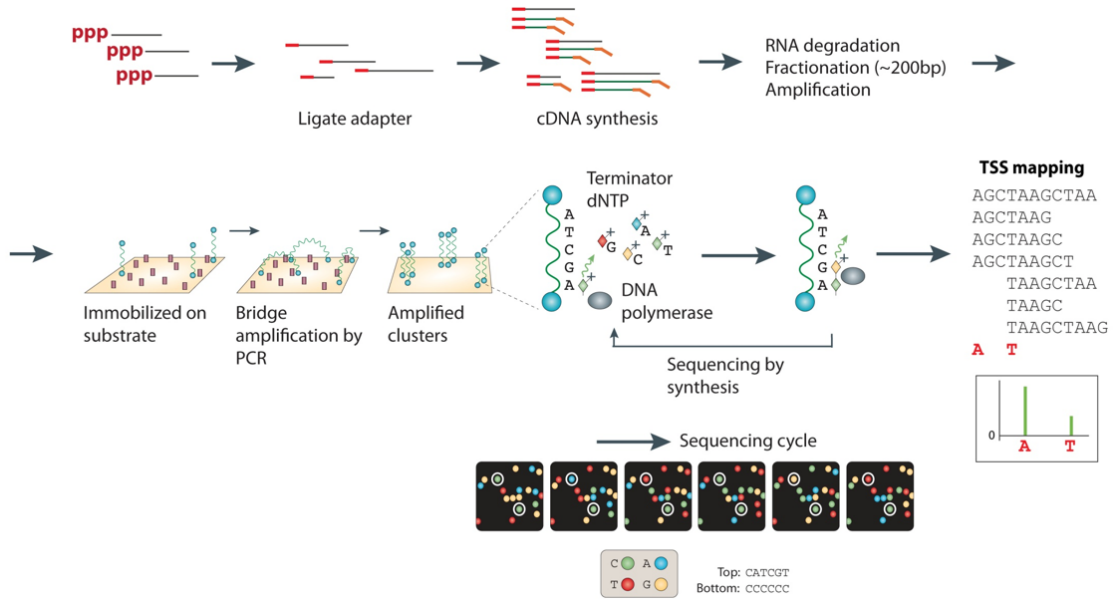 ppp
ppp
ppp
Ligate adapter
cDNA synthesis
RNA degradation
Fractionation (~200bp)
Amplification
Immobilized on
substrate
Bridge
amplification by
PCR
Amplified
clusters
A
T
C
G
A
Terminator
dNTP
+
A
+
G
+
C
+
T
+
DNA
polymerase
A
T
C
G
A
+
+
Sequencing by
synthesis
TSS mapping
AGCTAAGCTAA
AGCTAAG
AGCTAAGC
AGCTAAGCT
TAAGCTAA
TAAGC
TAAGCTAAG
A T
0
A T
Sequencing cycle
C A
T G
Top: CATCGT
Bottom: CCCCCC